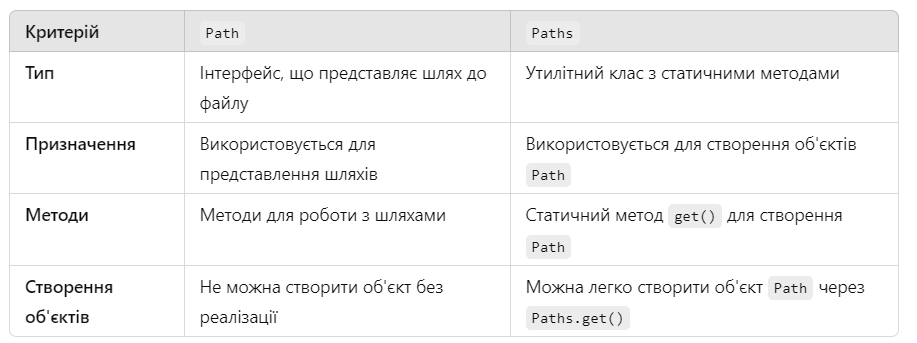 Критерій Path Paths
Тип Інтерфейс, що представляє шлях до Утилітний клас з статичними методами
файлу
Призначення Використовується для Використовується для створення об'єктів
представлення шляхів Path
Методи Методи для роботи з шляхами Статичний метод get() для створення
Path
Створення Не можна створити об'єкт без Можна легко створити об'єкт Path через
об'єктів реалізації Paths.get()